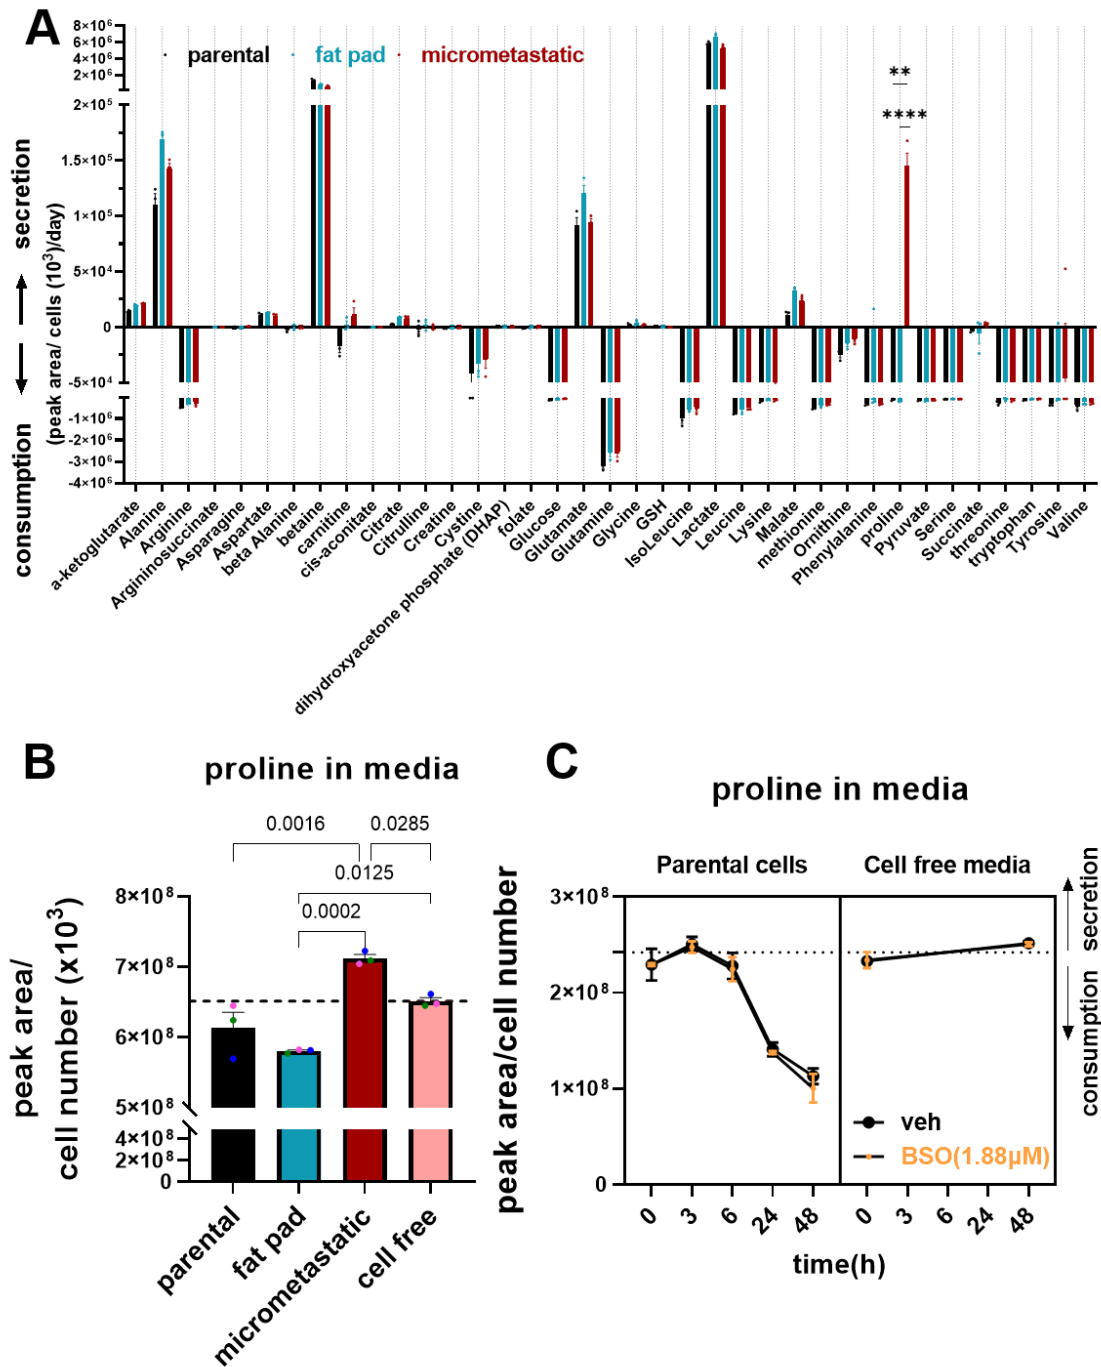 A
parental
fat pad
micrometastatic
8×10⁶
6×10⁶
4×10⁶
2×10⁶
2×10⁵
1.5×10⁵
1×10⁵
5×10⁴
0
-5×10⁴
-1×10⁶
-2×10⁶
-3×10⁶
-4×10⁶
**
****
secretion
consumption
(peak area/ cells (10³)/day)
a-ketoglutarate
Alanine
Arginine
Argininosuccinate
Asparagine
Aspartate
beta Alanine
betaine
carnitine
cis-aconitate
Citrate
Citrulline
Creatine
Cystine
dihydroxyacetone phosphate (DHAP)
folate
Glucose
Glutamate
Glutamine
Glycine
GSH
IsoLeucine
Lactate
Leucine
Lysine
Malate
methionine
Ornithine
Phenylalanine
proline
Pyruvate
Serine
Succinate
threonine
tryptophan
Tyrosine
Valine
B
proline in media
0.0016
0.0285
0.0125
0.0002
8×10⁸
7×10⁸
6×10⁸
5×10⁸
4×10⁸
2×10⁸
0
peak area/
cell number (x10³)
parental
fat pad
micrometastatic
cell free
C
proline in media
Parental cells
Cell free media
3×10⁸
2×10⁸
1×10⁸
0
peak area/cell number
secretion
consumption
veh
BSO(1.88µM)
0
3
6
24
48
0
3
6
24
48
time(h)